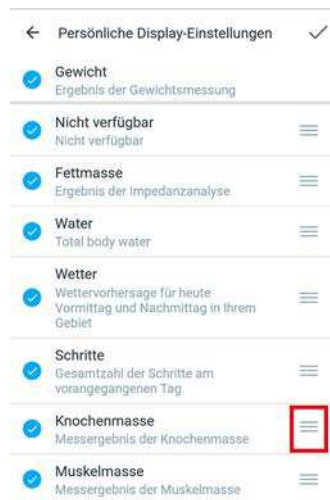 Persönliche Display-Einstellungen
Gewicht
Ergebnis der Gewichtsmessung
Nicht verfügbar
Nicht verfügbar
Fettmasse
Ergebnis der Impedanzanalyse
Water
Total body water
Wetter
Wettervorhersage für heute
Vormittag und Nachmittag in Ihrem
Gebiet
Schritte
Gesamtzahl der Schritte am
vorangegangenen Tag
Knochenmasse
Messergebnis der Knochenmasse
Muskelmasse
Messergebnis der Muskelmasse